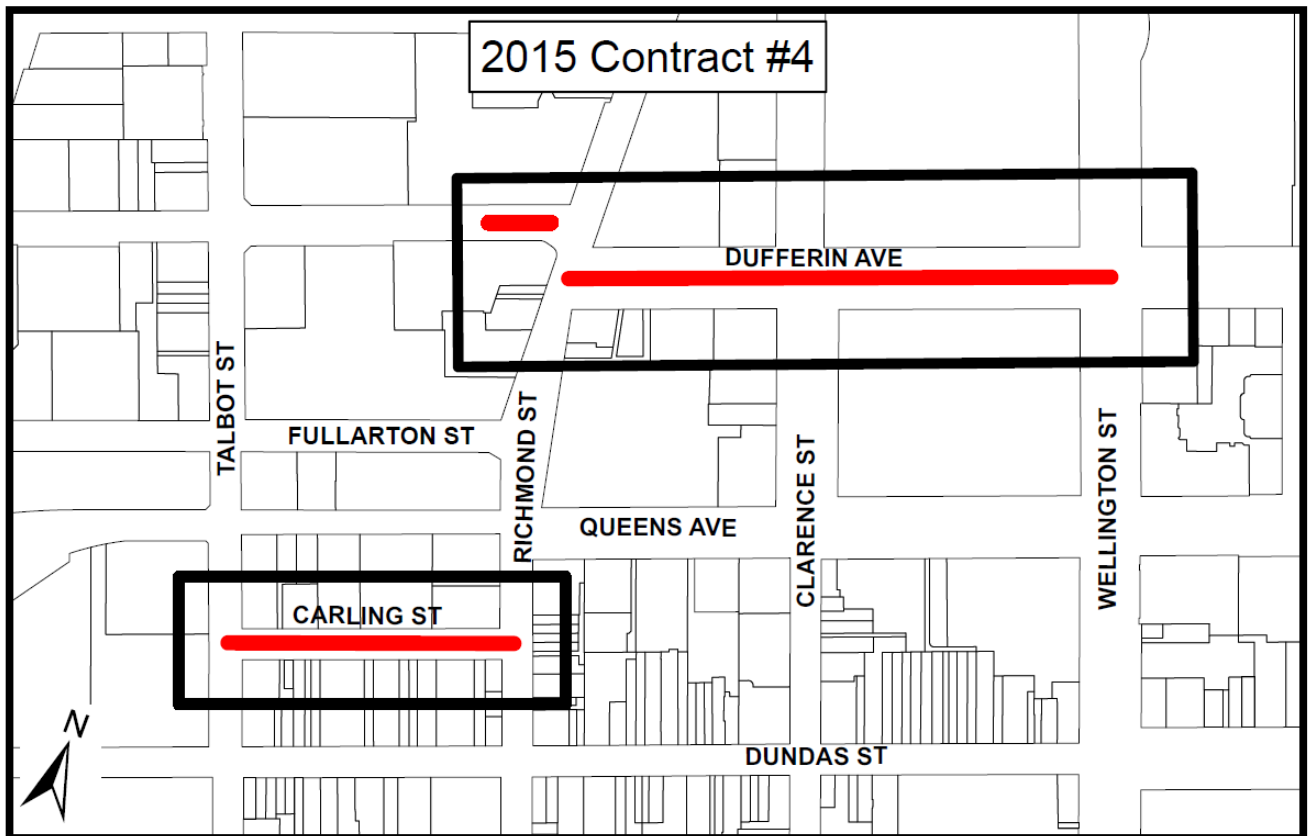 2015 Contract #4
DUFFERIN AVE
TALBOT ST
FULLARTON ST
RICHMOND ST
QUEENS AVE
CLARENCE ST
WELLINGTON ST
CARLING ST
DUNDAS ST
N